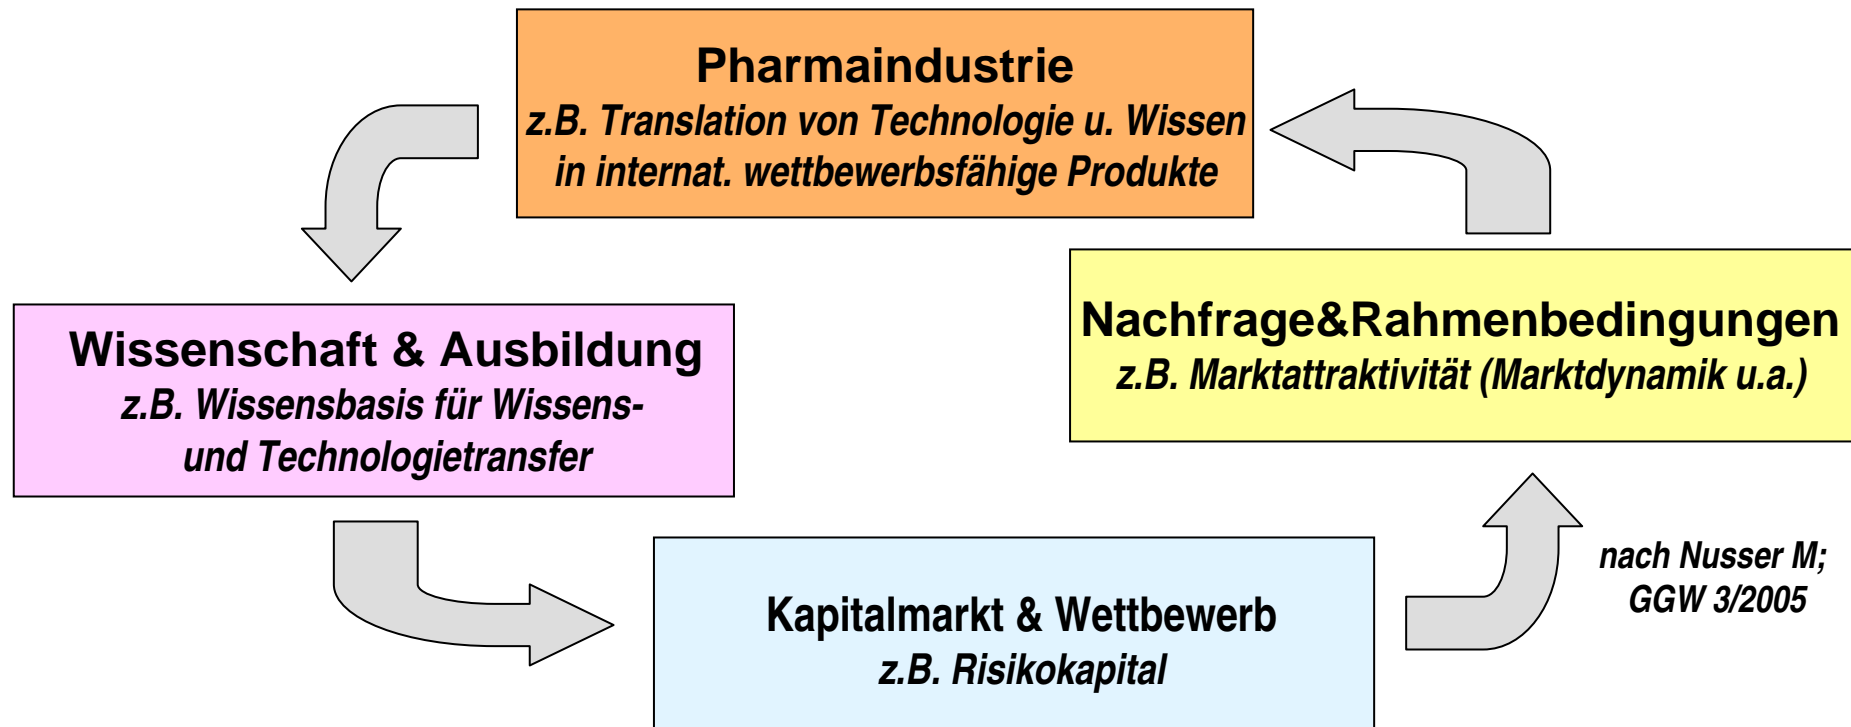 Pharmaindustrie
z.B. Translation von Technologie u. Wissen
in internat. wettbewerbsfähige Produkte
Wissenschaft & Ausbildung
z.B. Wissensbasis für Wissens-
und Technologietransfer
Nachfrage&Rahmenbedingungen
z.B. Marktattraktivität (Marktdynamik u.a.)
Kapitalmarkt & Wettbewerb
z.B. Risikokapital
nach Nusser M;
GGW 3/2005